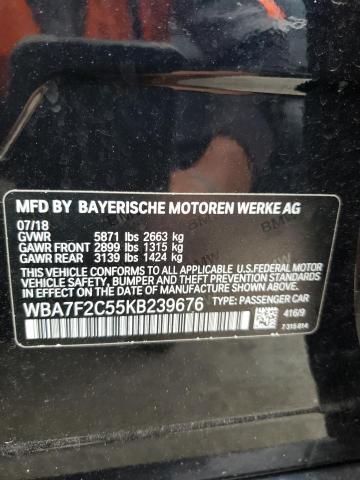 MFD BY BAYERISCHE MOTOREN WERKE AG
07/18
GVWR 5871 lbs 2663 kg
GAWR FRONT 2899 lbs 1315 kg
GAWR REAR 3139 lbs 1424 kg
THIS VEHICLE CONFORMS TO ALL APPLICABLE U.S. FEDERAL MOTOR
VEHICLE SAFETY, BUMPER, AND THEFT PREVENTION STANDARDS
IN EFFECT ON THE DATE OF MANUFACTURE SHOWN ABOVE.
WBA7F2C55KB239676 TYPE: PASSENGER CAR
416/9
7 315 814